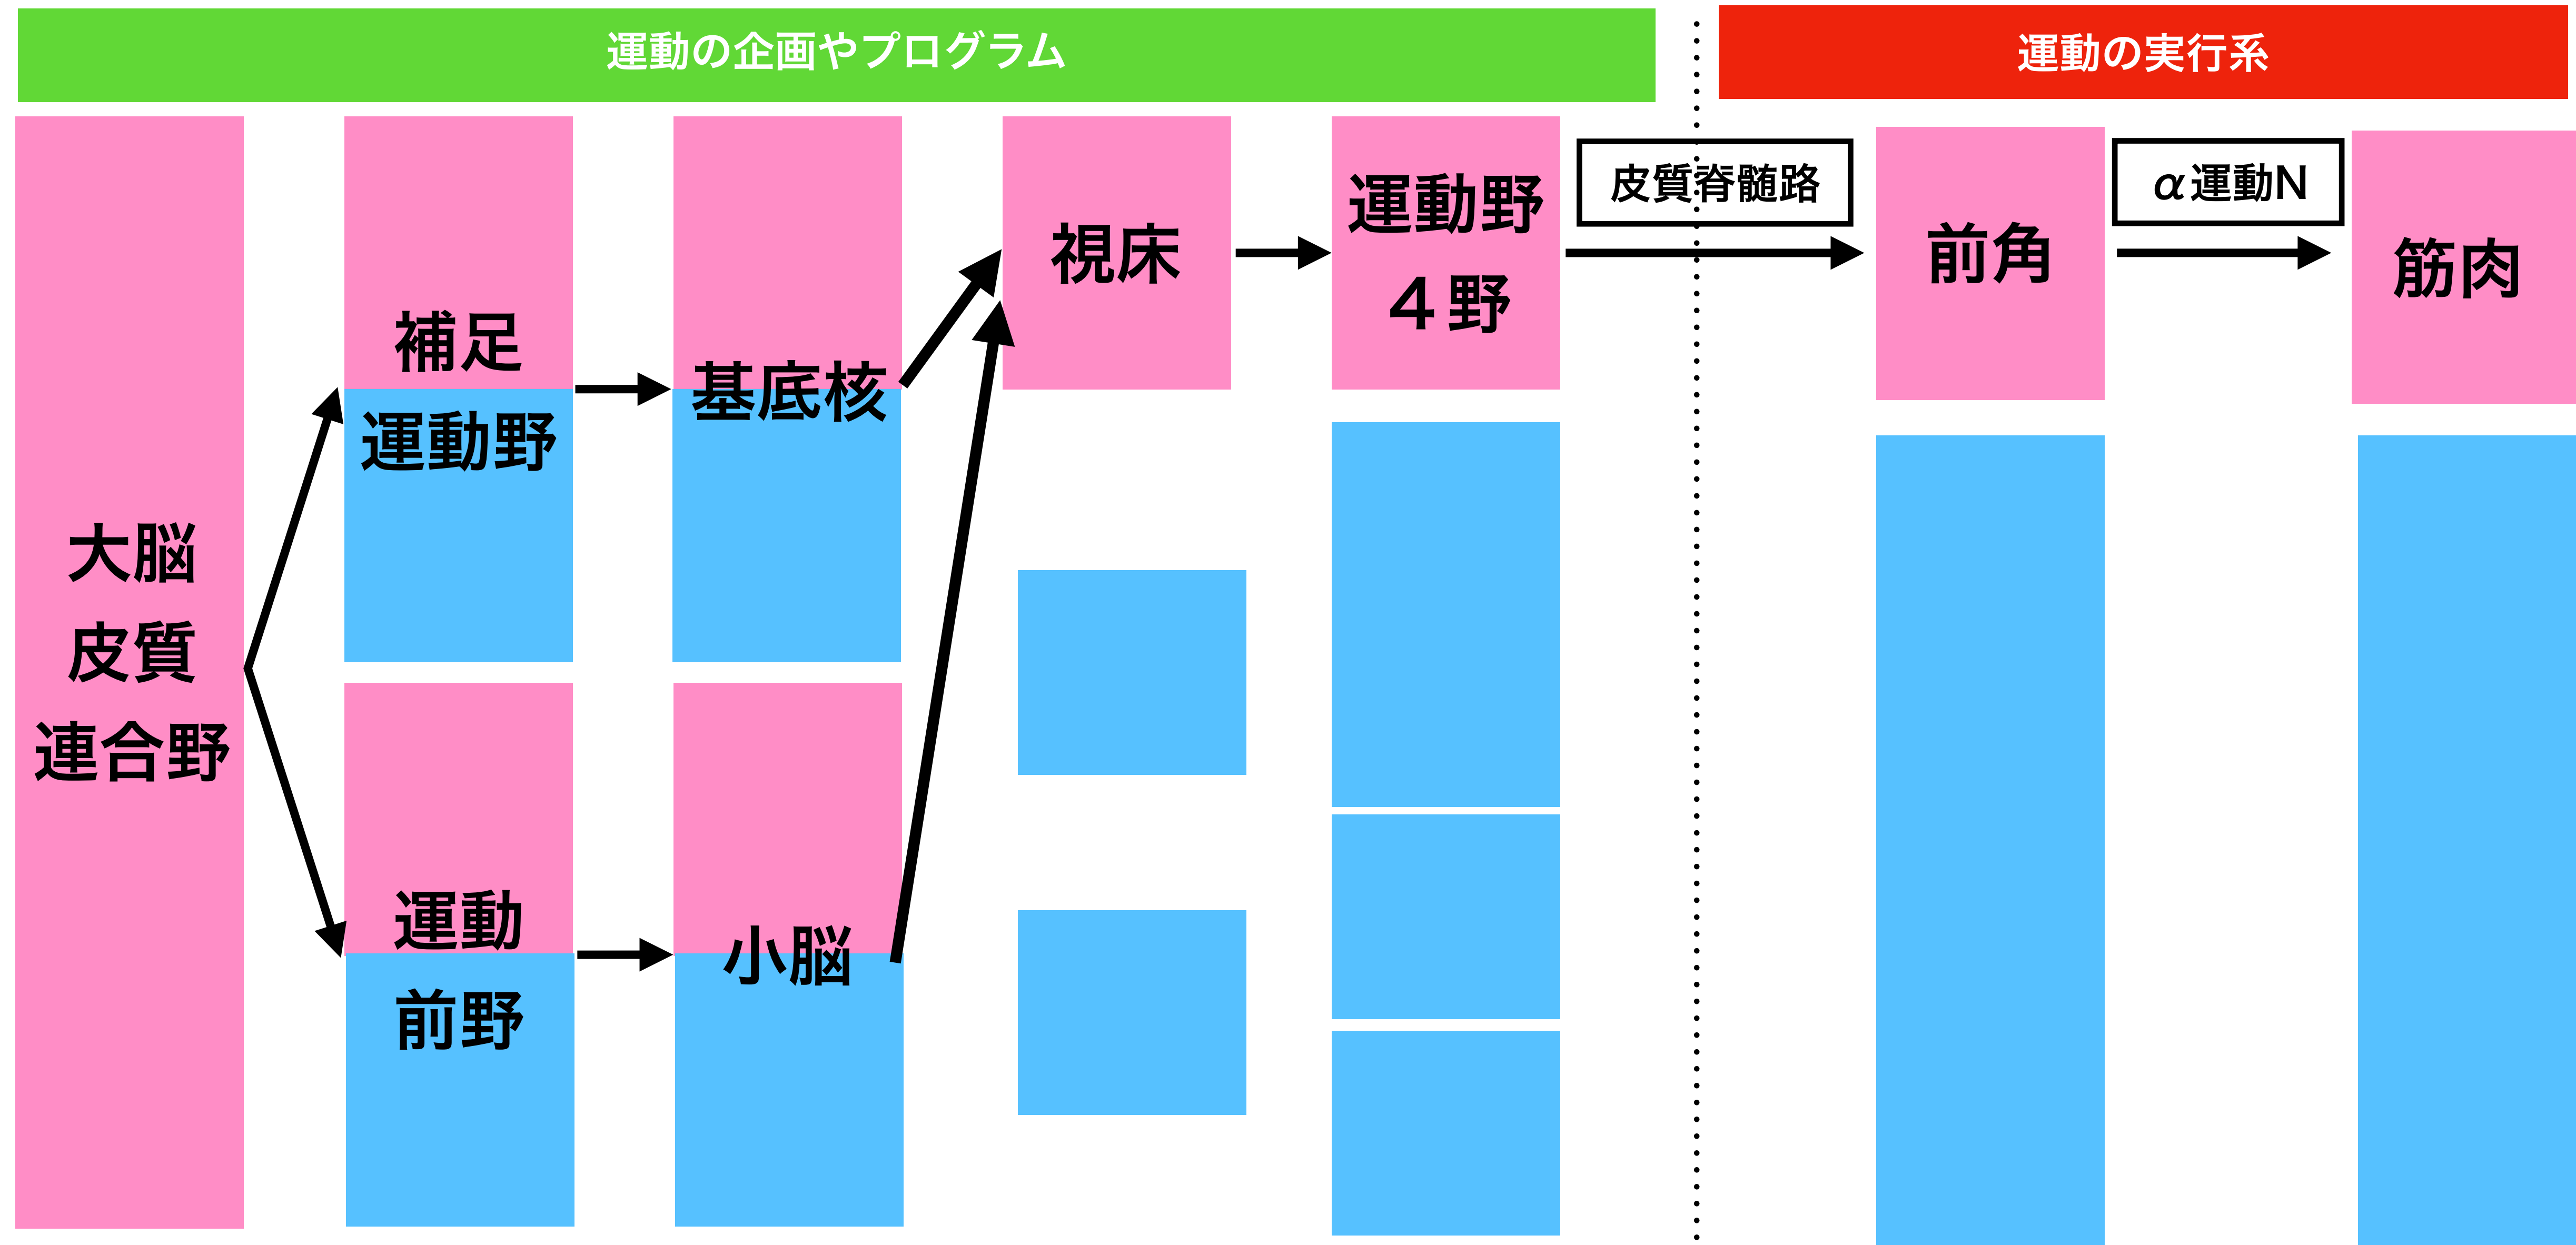 運動の企画やプログラム
運動の実行系
大脳
皮質
連合野
補足
運動野
運動
前野
基底核
小脳
視床
運動野
４野
皮質脊髄路
前角
α運動N
筋肉